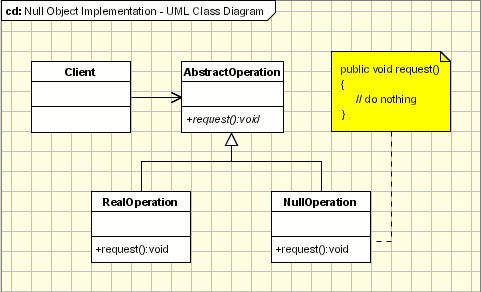 cd: Null Object Implementation - UML Class Diagram
Client
AbstractOperation
+request():void
public void request()
{
// do nothing
}
RealOperation
+request():void
NullOperation
+request():void